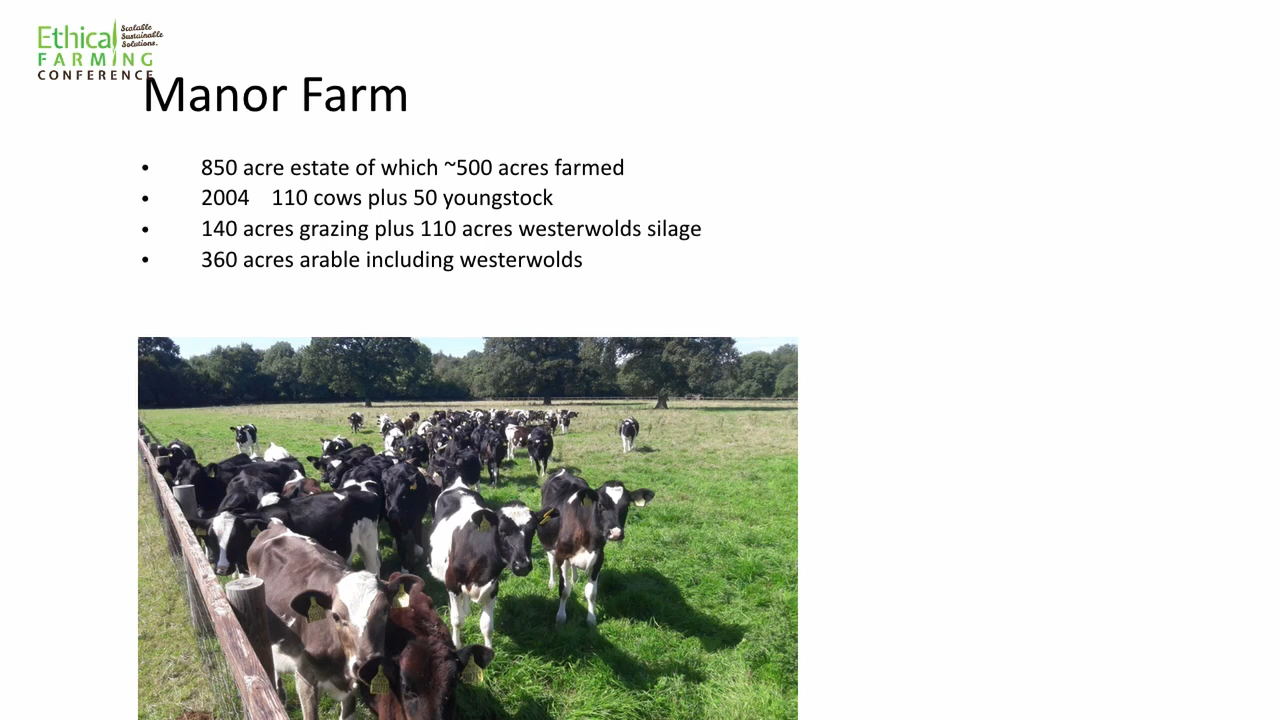 Ethical Scalable
Sustainable
Solutions.
FARMING
CONFERENCE
Manor Farm
• 850 acre estate of which ~500 acres farmed
• 2004 110 cows plus 50 youngstock
• 140 acres grazing plus 110 acres westerwolds silage
• 360 acres arable including westerwolds